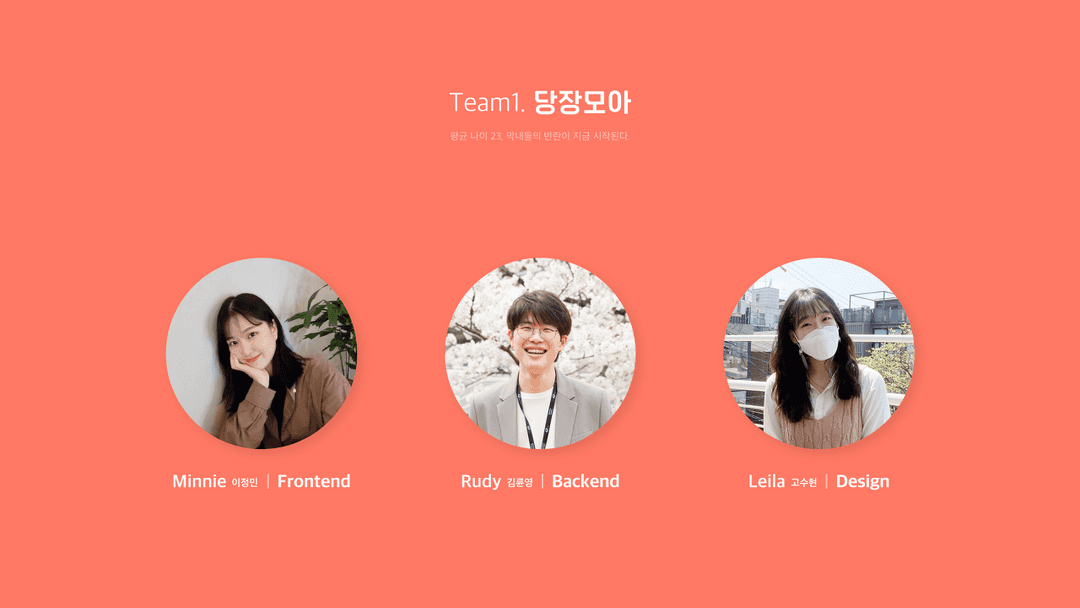 Team1. 당장모아
평균 나이 23, 막내들의 반란이 지금 시작된다.
Minnie 이정민 | Frontend
Rudy 김륜영 | Backend
Leila 고수현 | Design